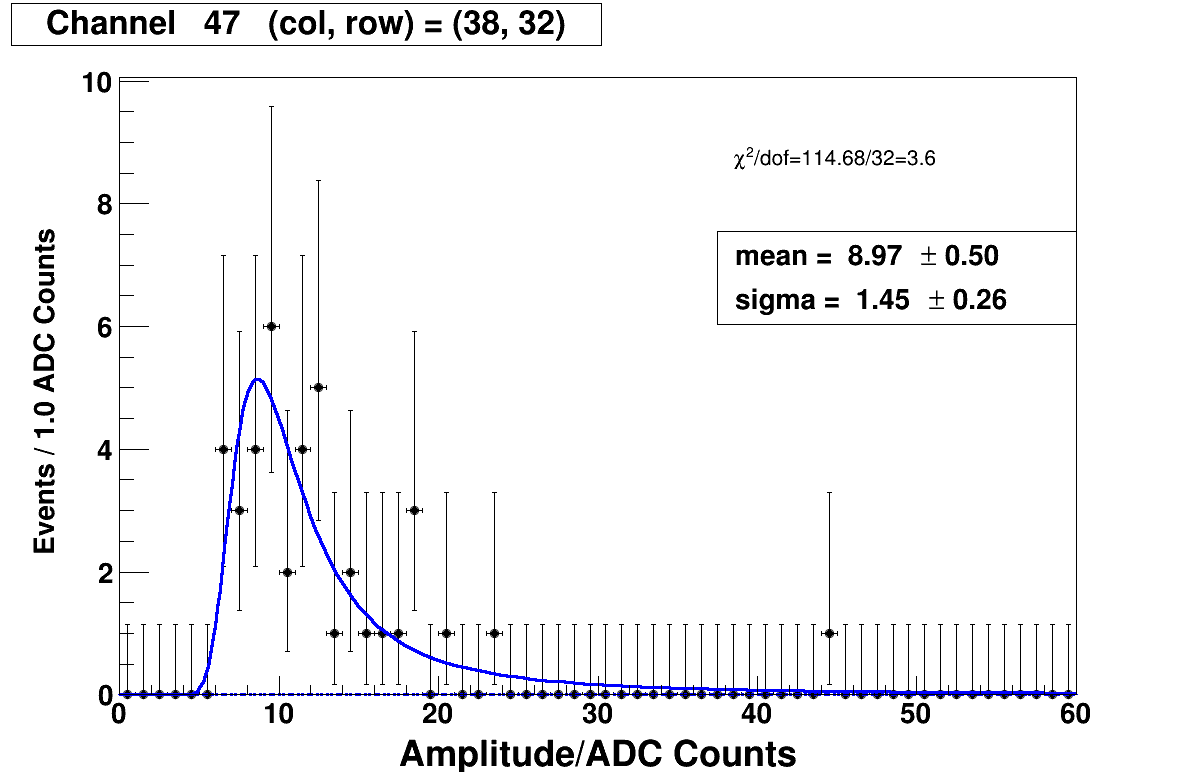 Channel 47 (col, row) = (38, 32)
10
8
6
4
2
0
Events / 1.0 ADC Counts
χ²/dof=114.68/32=3.6
mean = 8.97 ± 0.50
sigma = 1.45 ± 0.26
0 10 20 30 40 50 60
Amplitude/ADC Counts